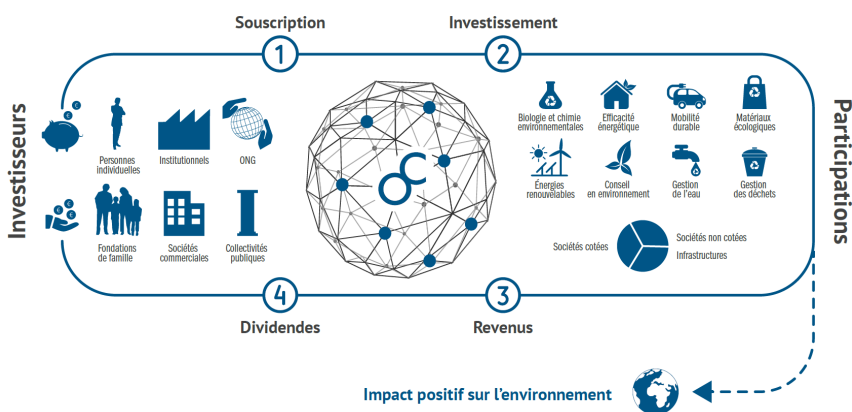 Souscription
Investissement
1
2
Investisseurs
Participations
€
€
Personnes
individuelles
Institutionnels
ONG
€
€
€
Fondations
de famille
Sociétés
commerciales
Collectivités
publiques
OC
Biologie et chimie
environnementales
Efficacité
énergétique
Mobilité
durable
Matériaux
écologiques
Énergies
renouvelables
Conseil
en environnement
Gestion
de l'eau
Gestion
des déchets
Sociétés cotées
Sociétés non cotées
Infrastructures
4
3
Dividendes
Revenus
Impact positif sur l'environnement